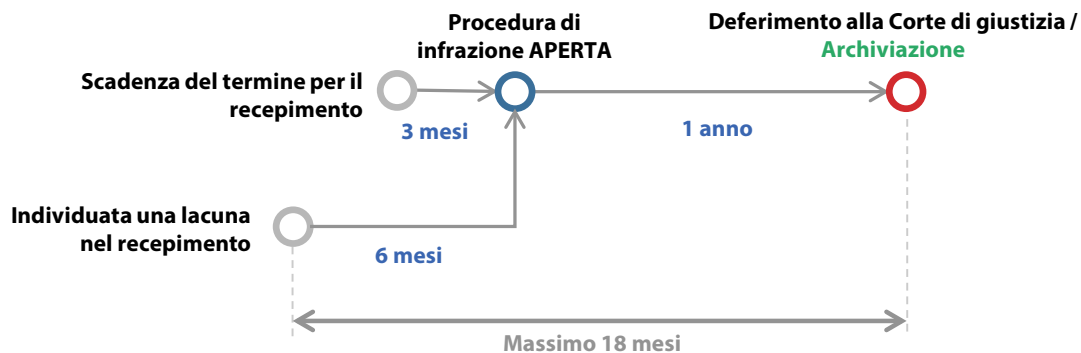 Procedura di
infrazione APERTA
Deferimento alla Corte di giustizia /
Archiviazione
Scadenza del termine per il
recepimento
3 mesi
1 anno
Individuata una lacuna
nel recepimento
6 mesi
Massimo 18 mesi